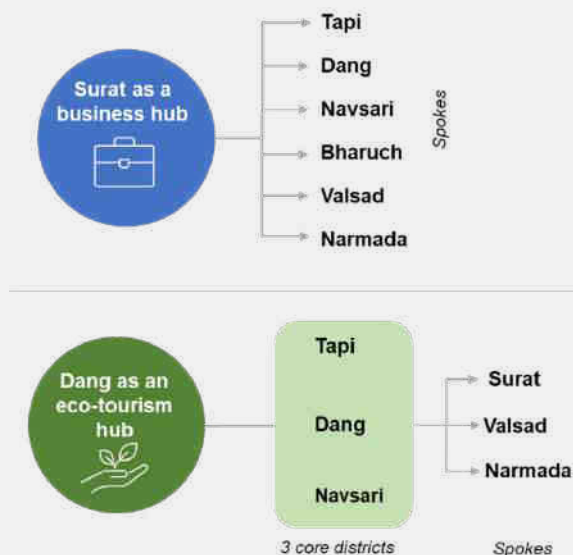 Surat as a
business hub
Tapi
Dang
Navsari
Bharuch
Valsad
Narmada
Spokes
Dang as an
eco-tourism
hub
Tapi
Dang
Navsari
3 core districts
Surat
Valsad
Narmada
Spokes